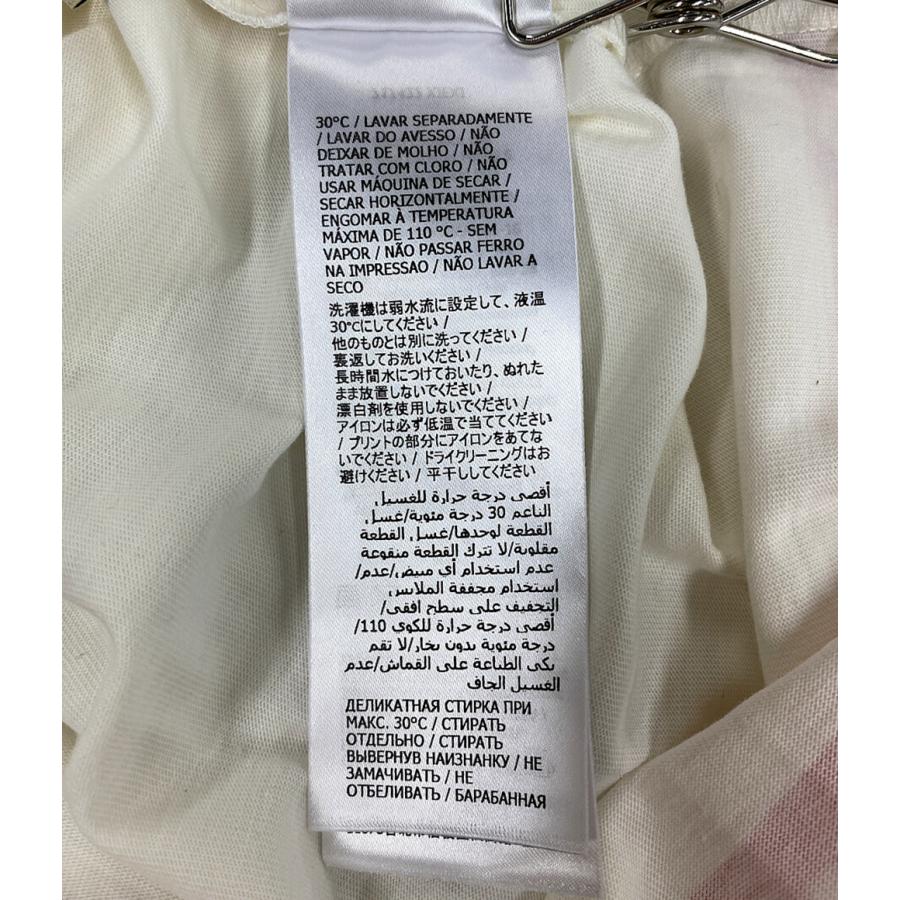 30°C / LAVAR SEPARADAMENTE
/ LAVAR DO AVESSO / NÃO
DEIXAR DE MOLHO / NÃO
TRATAR COM CLORO / NÃO
USAR MÁQUINA DE SECAR /
SECAR HORIZONTALMENTE /
ENGOMAR À TEMPERATURA
MÁXIMA DE 110 °C - SEM
VAPOR / NÃO PASSAR FERRO
NA IMPRESSAO / NÃO LAVAR A
SECO
洗濯機は弱水流に設定して、液温
30℃にしてください /
他のものとは別に洗ってください /
裏返してお洗いください /
長時間水につけておいたり、ぬれた
まま放置しないでください /
漂白剤を使用しないでください /
アイロンは必ず低温で当ててください
/ プリントの部分にアイロンをあてな
いでください / ドライクリーニングはお
避けください / 平干ししてください
أقصى درجة حرارة للغسيل
الناعم 30 درجة مئوية/غسل
القطعة لوحدها/غسل القطعة
مقلوبة/لا تترك القطعة منقوعة
/عدم استخدام أي مبيض/عدم
استخدام مجففة الملابس
/التجفيف على سطح افقي
/أقصى درجة حرارة للكوي 110
درجة مئوية بدون بخار/لا تقم
بكى الطباعة على القماش/عدم
الغسيل الجاف
ДЕЛИКАТНАЯ СТИРКА ПРИ
МАКС. 30°C / СТИРАТЬ
ОТДЕЛЬНО / СТИРАТЬ
ВЫВЕРНУВ НАИЗНАНКУ / НЕ
ЗАМАЧИВАТЬ / НЕ
ОТБЕЛИВАТЬ / БАРАБАННАЯ